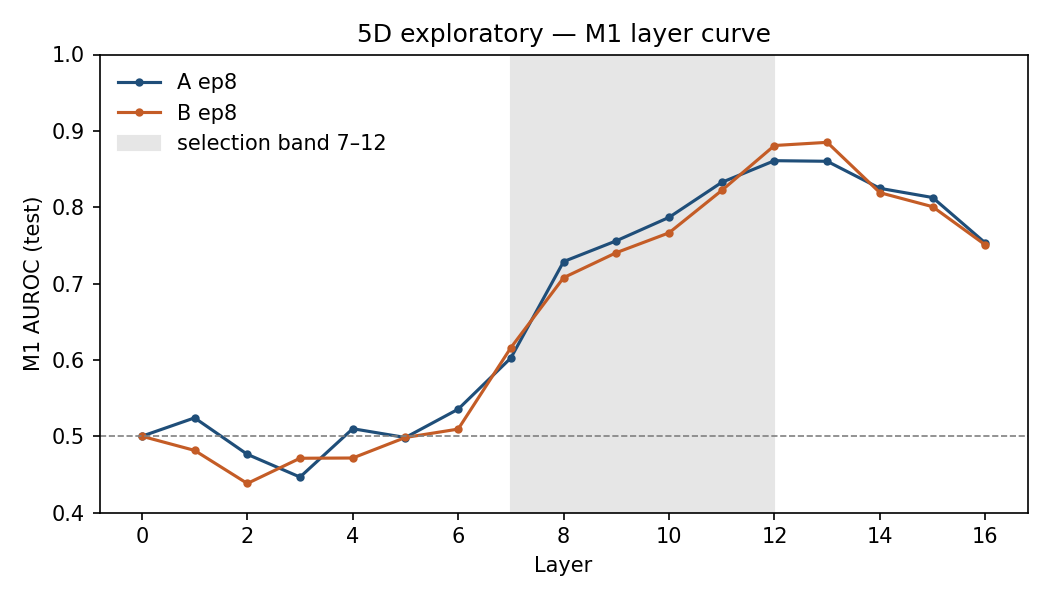 5D exploratory — M1 layer curve
1.0
0.9
0.8
0.7
0.6
0.5
0.4
M1 AUROC (test)
A ep8
B ep8
selection band 7–12
0 2 4 6 8 10 12 14 16
Layer